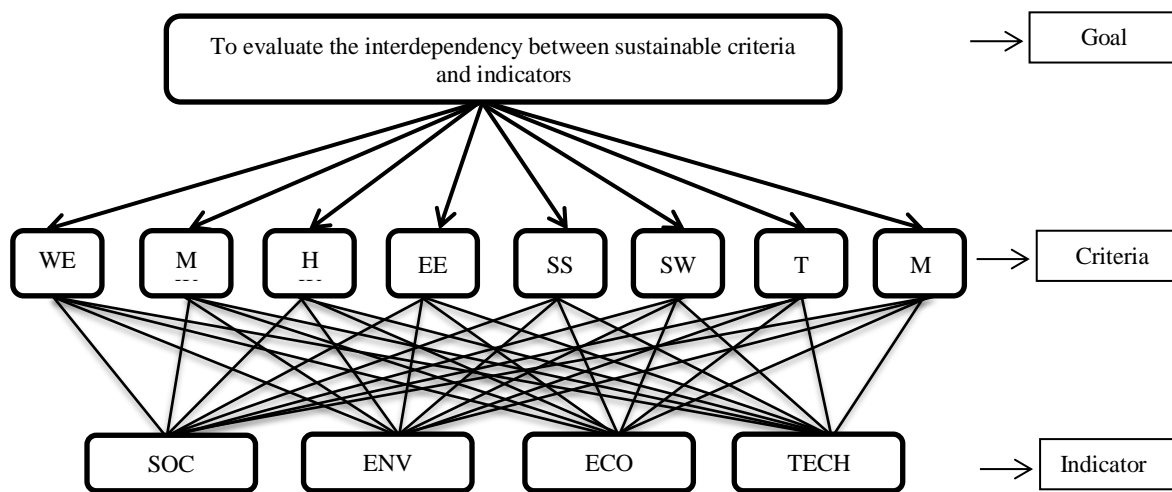 To evaluate the interdependency between sustainable criteria
and indicators
Goal
WE
M
H
EE
SS
SW
T
M
Criteria
SOC
ENV
ECO
TECH
Indicator